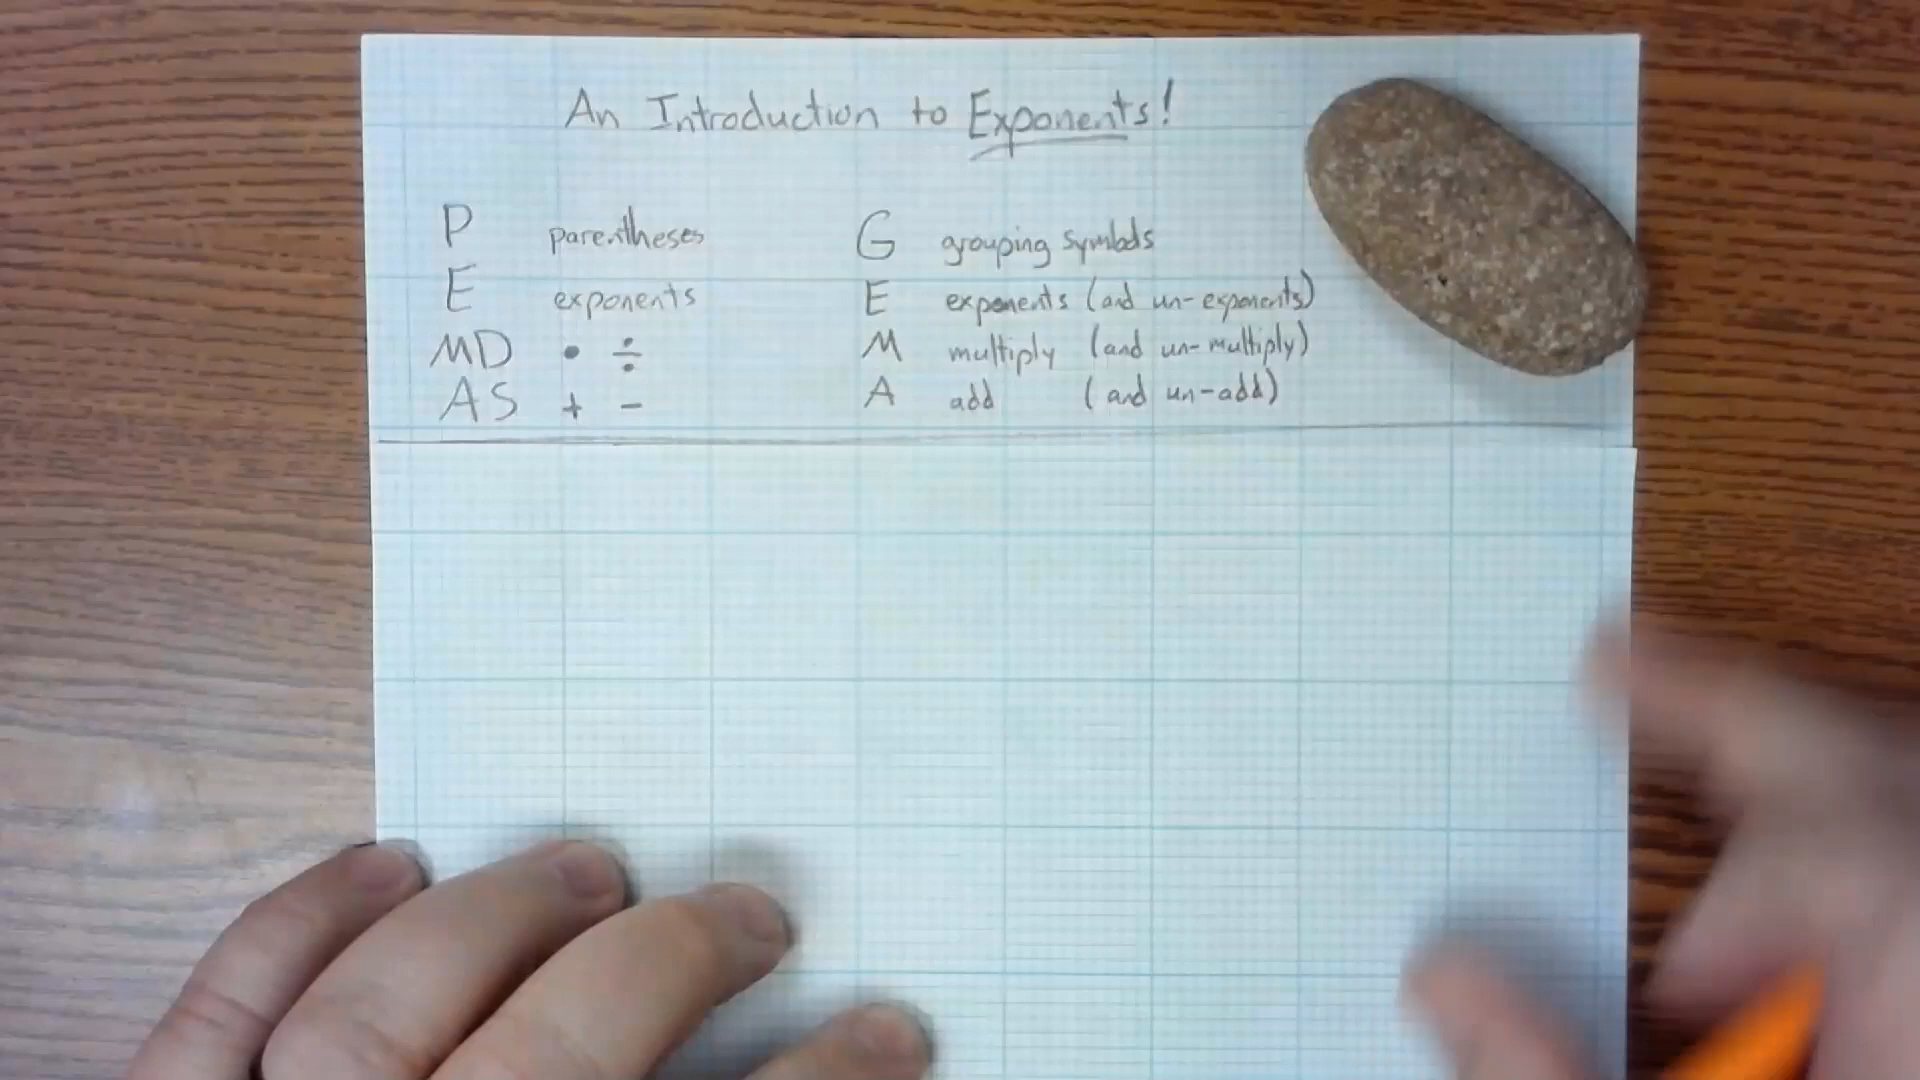 An Introduction to Exponents!
P parentheses
E exponents
MD • ÷
AS + -
G grouping symbols
E exponents (and un-exponents)
M multiply (and un-multiply)
A add (and un-add)